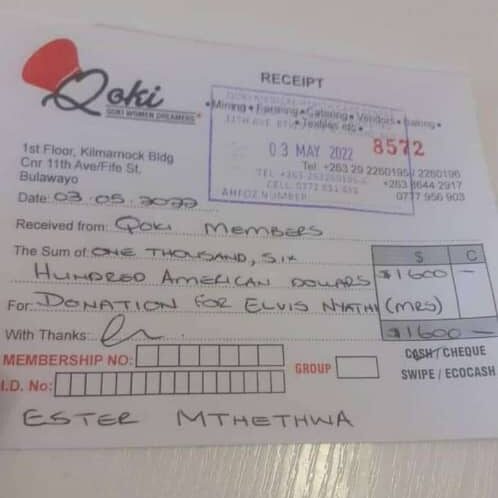 RECEIPT
Qoki
QOKI WOMEN DREAMERS
•Mining • Farming • Catering • Vendors • Baking •
• Textiles etc •
03 MAY 2022
8572
1st Floor, Kilmarnock Bldg
Cnr 11th Ave/Fife St,
Bulawayo
Tel: +263 29 2260195 / 2260196
+263 8644 2917
0777 956 903
Date: 03.05.2022
Received from: QOKI MEMBERS
The Sum of: ONE THOUSAND, SIX
$ C
HUNDRED AMERICAN DOLLARS
$1600 —
For: DONATION FOR ELVIS NYATHI (MRS)
With Thanks:
$1600 —
MEMBERSHIP NO:
GROUP
CASH / CHEQUE
SWIPE / ECOCASH
I.D. No:
ESTER MTHETHWA